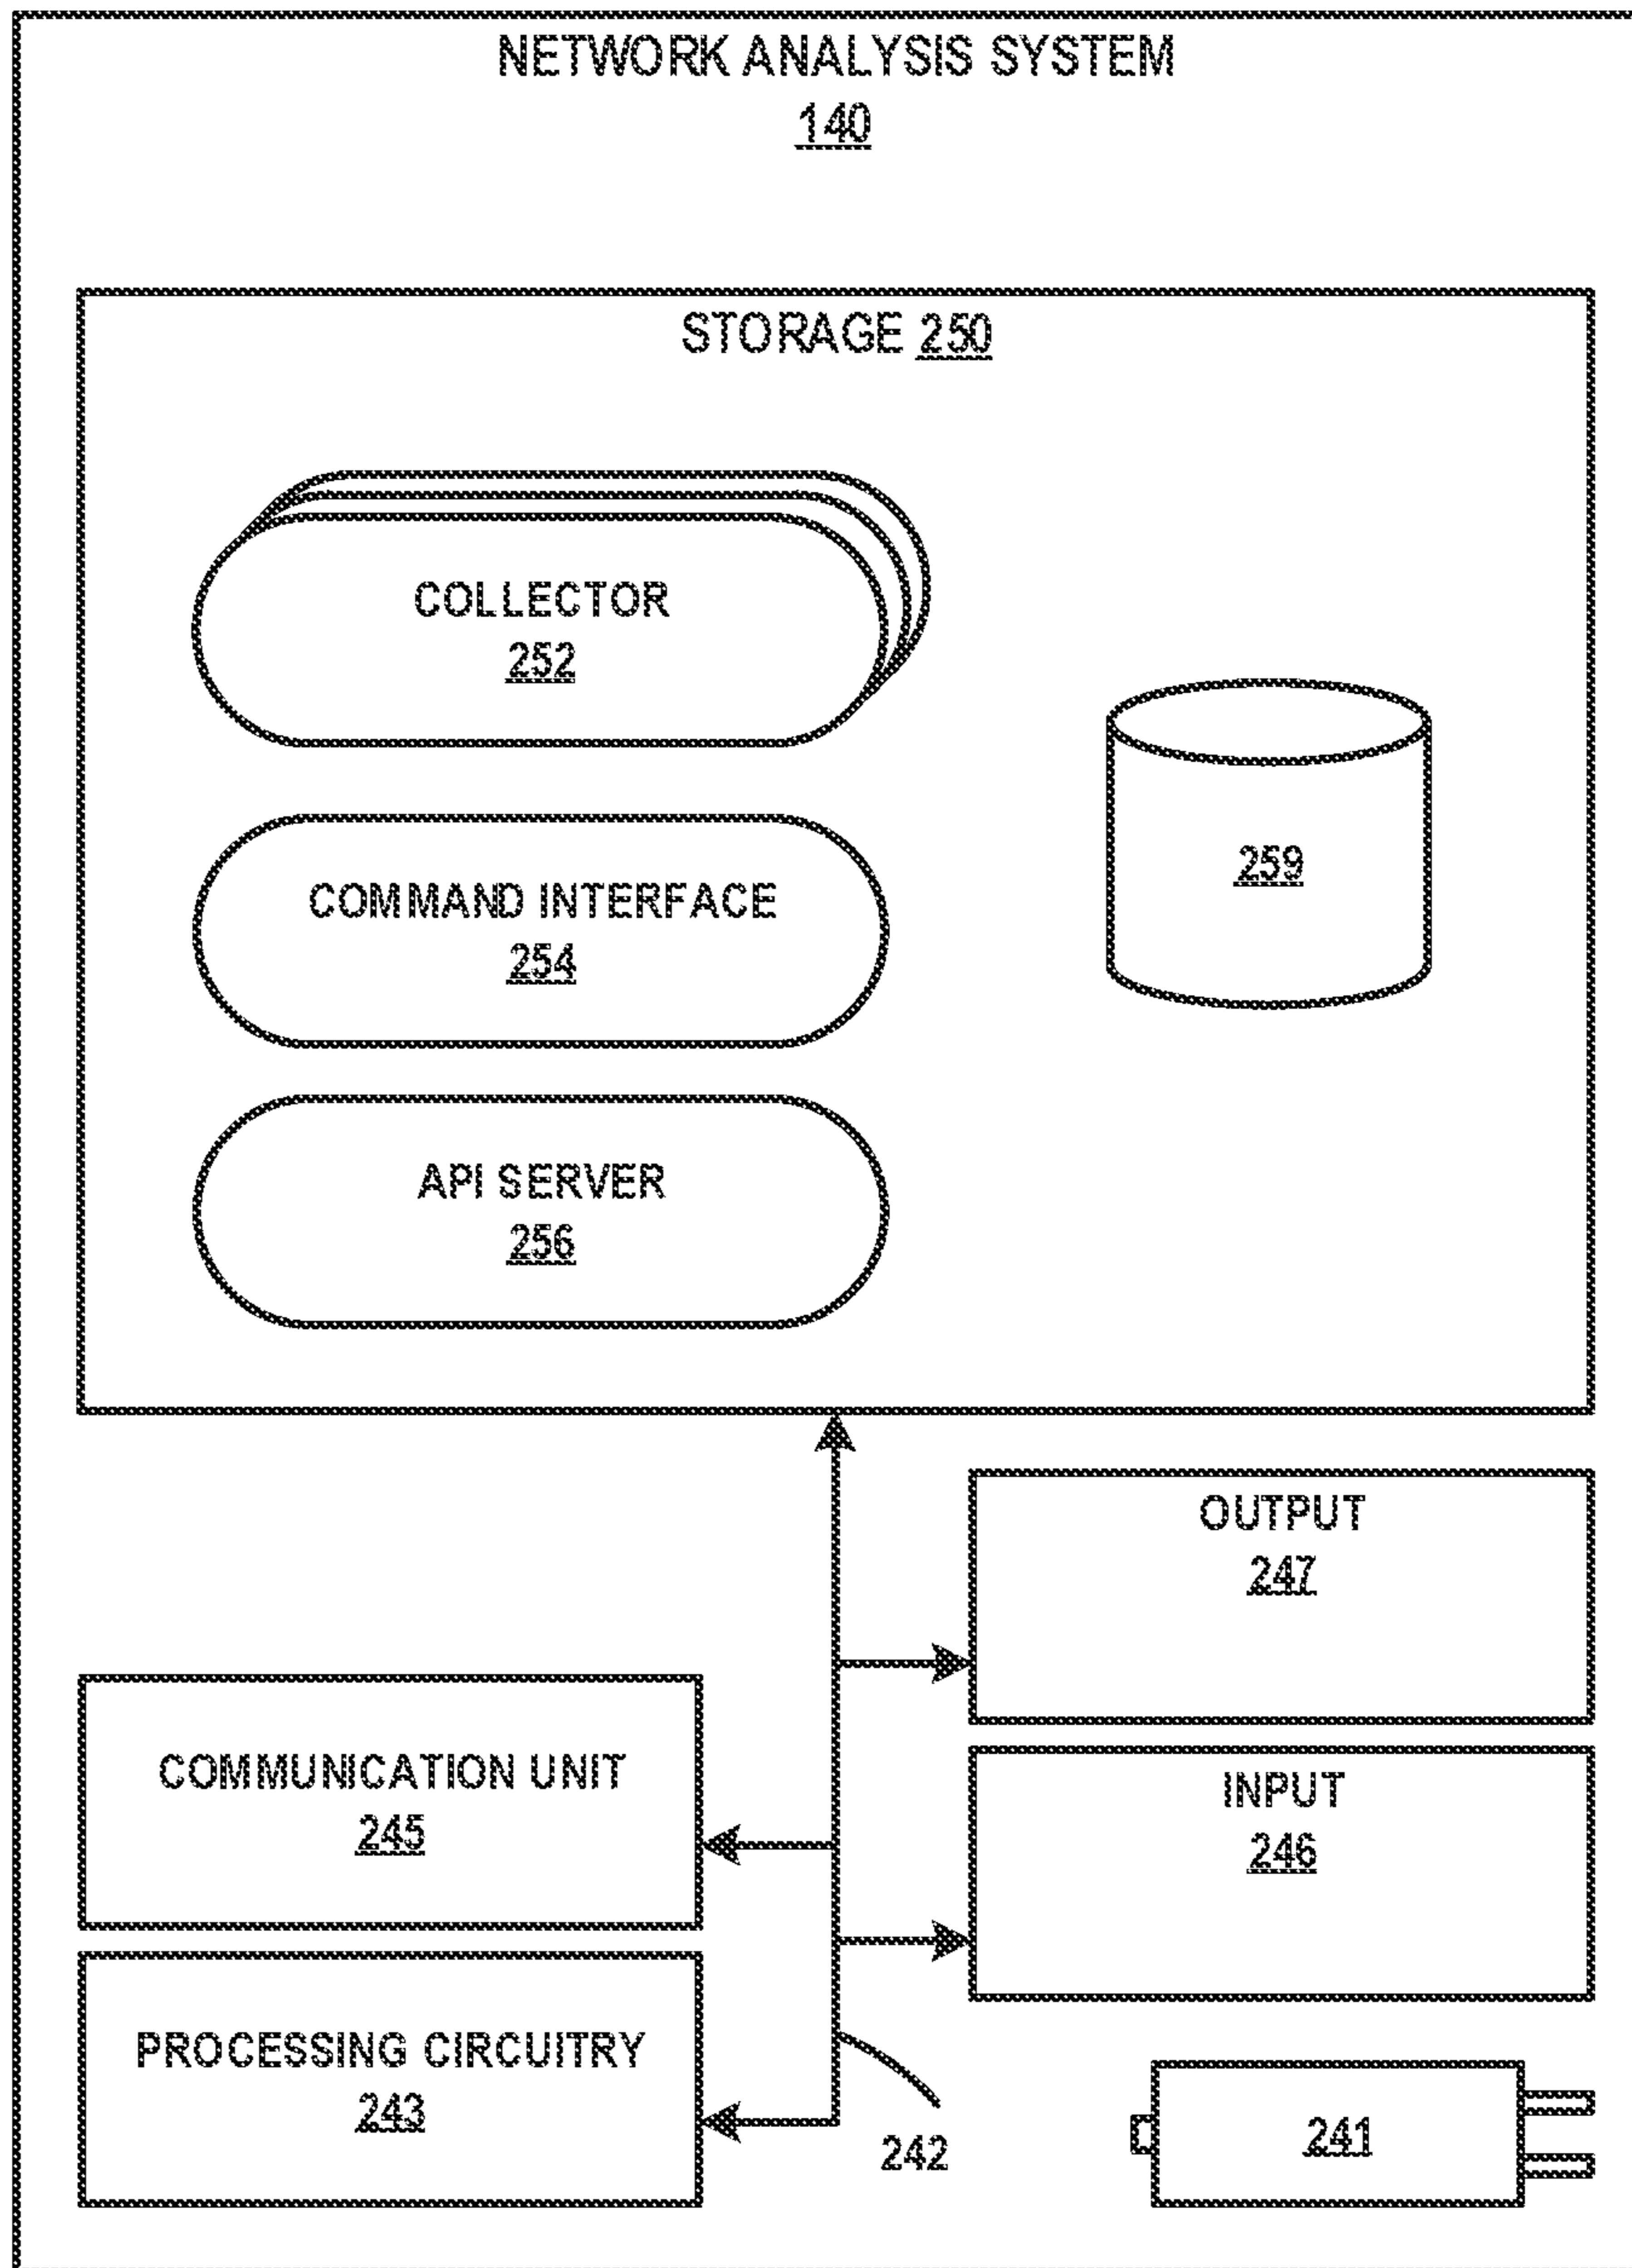 NETWORK ANALYSIS SYSTEM
140
STORAGE 250
COLLECTOR
252
259
COMMAND INTERFACE
254
API SERVER
256
OUTPUT
247
COMMUNICATION UNIT
245
INPUT
246
PROCESSING CIRCUITRY
243
242
241